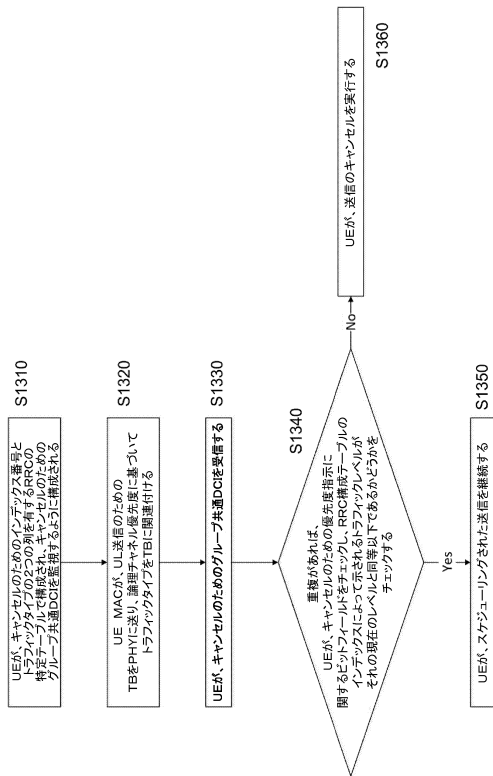 S1310
UEが、キャンセルのためのインデックス番号と
トラフィックタイプの2つの列を有するRRCの
特定テーブルで構成され、キャンセルのための
グループ共通DCIを監視するように構成される
S1320
UE MACが、UL送信のための
TBをPHYに送り、論理チャンネル優先度に基づいて
トラフィックタイプをTBに関連付ける
S1330
UEが、キャンセルのためのグループ共通DCIを受信する
S1340
重複があれば、
UEが、キャンセルのための優先度指示に
関するビットフィールドをチェックし、RRC構成テーブルの
インデックスによって示されるトラフィックレベルが
それの現在のレベルと同等以下であるかどうかを
チェックする
No
UEが、送信のキャンセルを実行する
S1360
Yes
UEが、スケジューリングされた送信を継続する
S1350